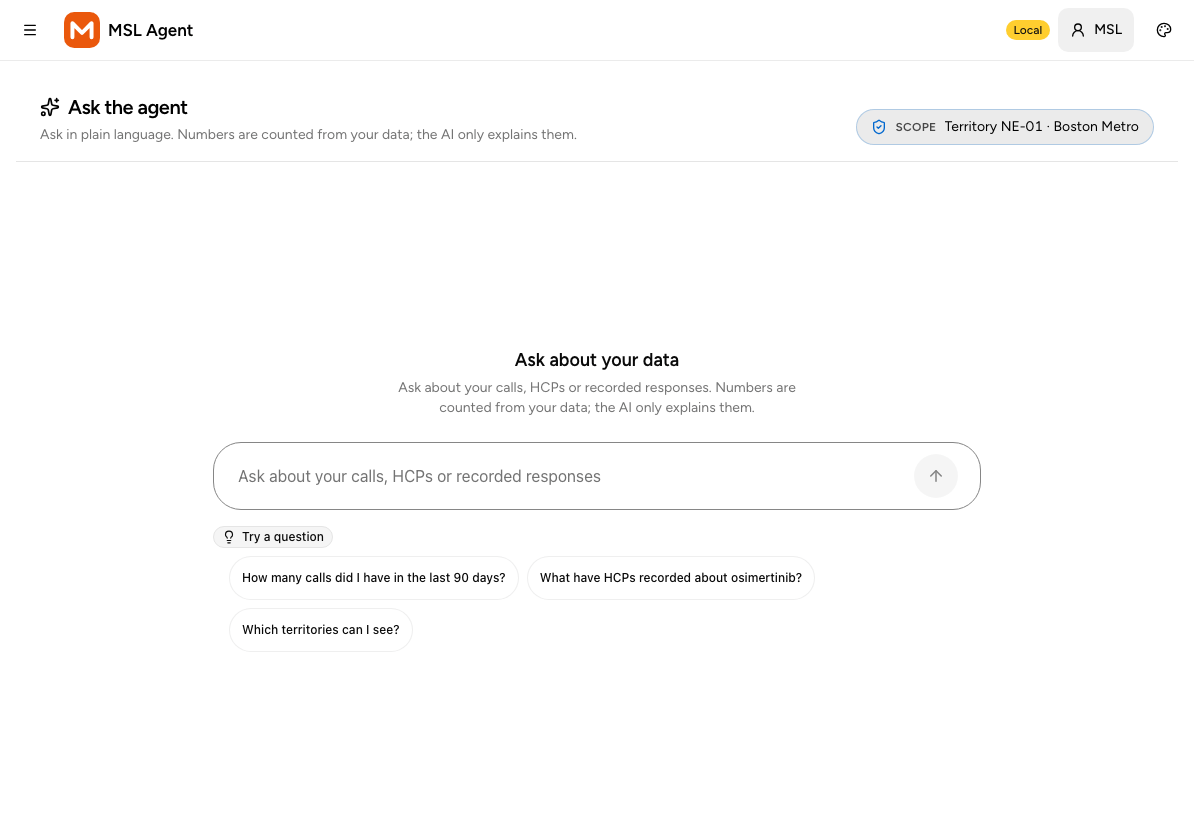 MSL Agent
Local
MSL
Ask the agent
Ask in plain language. Numbers are counted from your data; the AI only explains them.
SCOPE Territory NE-01 · Boston Metro
Ask about your data
Ask about your calls, HCPs or recorded responses. Numbers are
counted from your data; the AI only explains them.
Ask about your calls, HCPs or recorded responses
Try a question
How many calls did I have in the last 90 days?
What have HCPs recorded about osimertinib?
Which territories can I see?